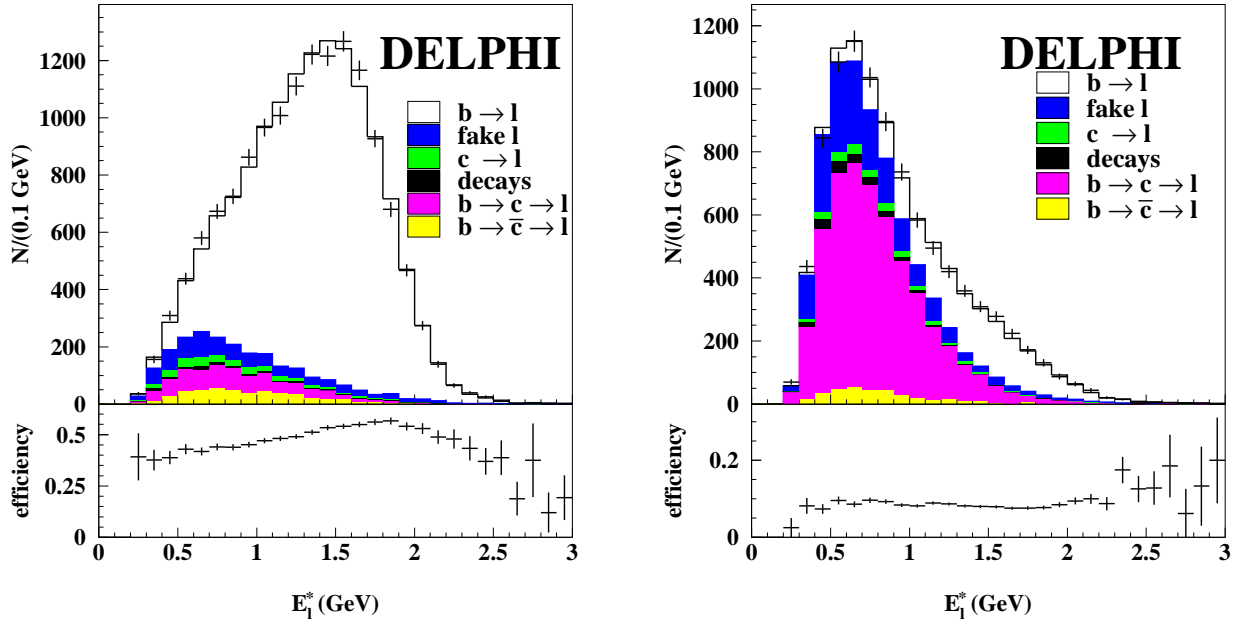 DELPHI
N/(0.1 GeV)
1200
1000
800
600
400
200
0
b → l
fake l
c → l
decays
b → c → l
b → c̅ → l
efficiency
0.5
0.25
0
0 0.5 1 1.5 2 2.5 3
E*l (GeV)
DELPHI
N/(0.1 GeV)
1200
1000
800
600
400
200
0
b → l
fake l
c → l
decays
b → c → l
b → c̅ → l
efficiency
0.2
0
0 0.5 1 1.5 2 2.5 3
E*l (GeV)